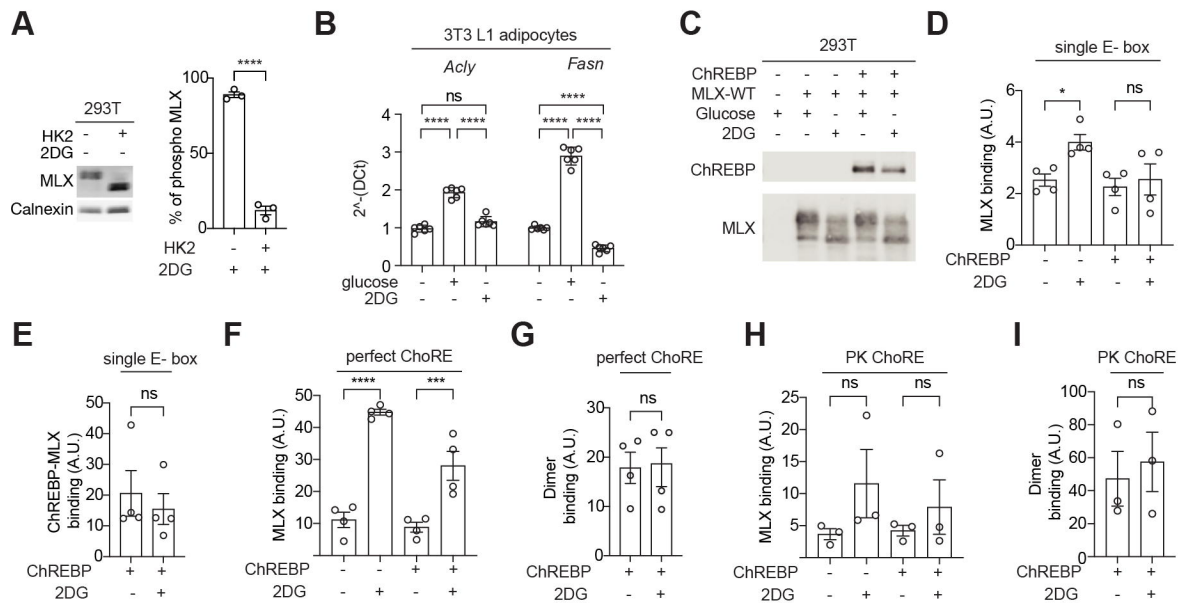 A
293T
HK2 - +
2DG - -
MLX
Calnexin
% of phospho MLX
100
50
0
****
HK2 - +
2DG + +
B
3T3 L1 adipocytes
Acly Fasn
2^-(DCt)
4
3
2
1
0
ns
**** ****
****
**** ****
glucose - + - - + -
2DG - - + - - +
C
293T
ChREBP - - - + +
MLX-WT - + + + +
Glucose + + - + -
2DG - - + - +
ChREBP
MLX
D
single E- box
MLX binding (A.U.)
6
4
2
0
* ns
ChREBP - - + +
2DG - + - +
E
single E- box
ChREBP-MLX
binding (A.U.)
50
40
30
20
10
0
ns
ChREBP + +
2DG - +
F
perfect ChoRE
MLX binding (A.U.)
50
40
30
20
10
0
**** ***
ChREBP - - + +
2DG - + - +
G
perfect ChoRE
Dimer
binding (A.U.)
30
20
10
0
ns
ChREBP + +
2DG - +
H
PK ChoRE
MLX binding (A.U.)
25
20
15
10
5
ns ns
ChREBP - - + +
2DG - + - +
I
PK ChoRE
Dimer
binding (A.U.)
100
80
60
40
20
0
ns
ChREBP + +
2DG - +